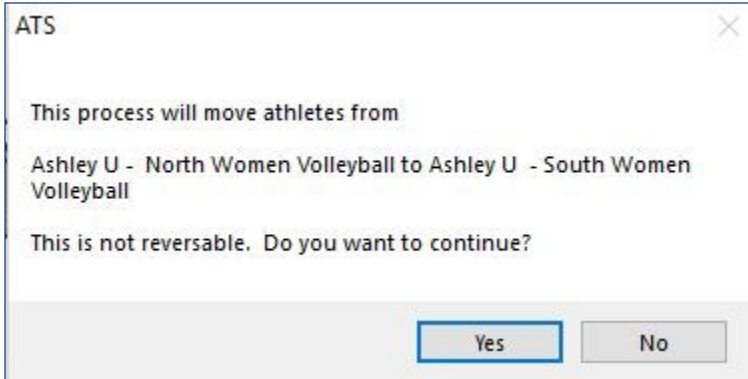 ATS
This process will move athletes from
Ashley U - North Women Volleyball to Ashley U - South Women
Volleyball
This is not reversable. Do you want to continue?
Yes
No